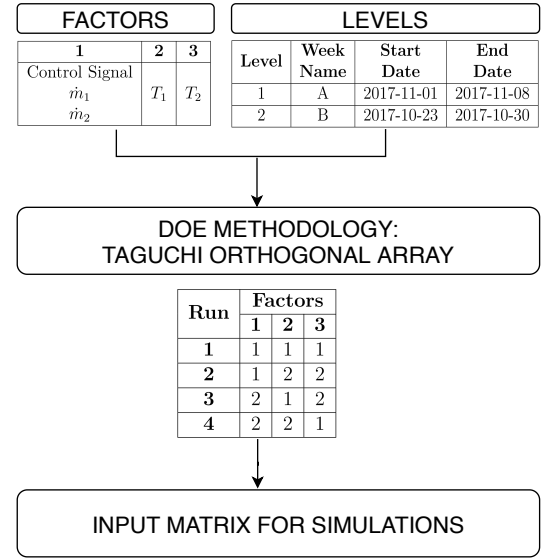 FACTORS
1 2 3
Control Signal
ṁ₁ T₁ T₂
ṁ₂
LEVELS
Level Week Name Start Date End Date
1 A 2017-11-01 2017-11-08
2 B 2017-10-23 2017-10-30
DOE METHODOLOGY:
TAGUCHI ORTHOGONAL ARRAY
Run Factors
1 2 3
1 1 1 1
2 1 2 2
3 2 1 2
4 2 2 1
INPUT MATRIX FOR SIMULATIONS